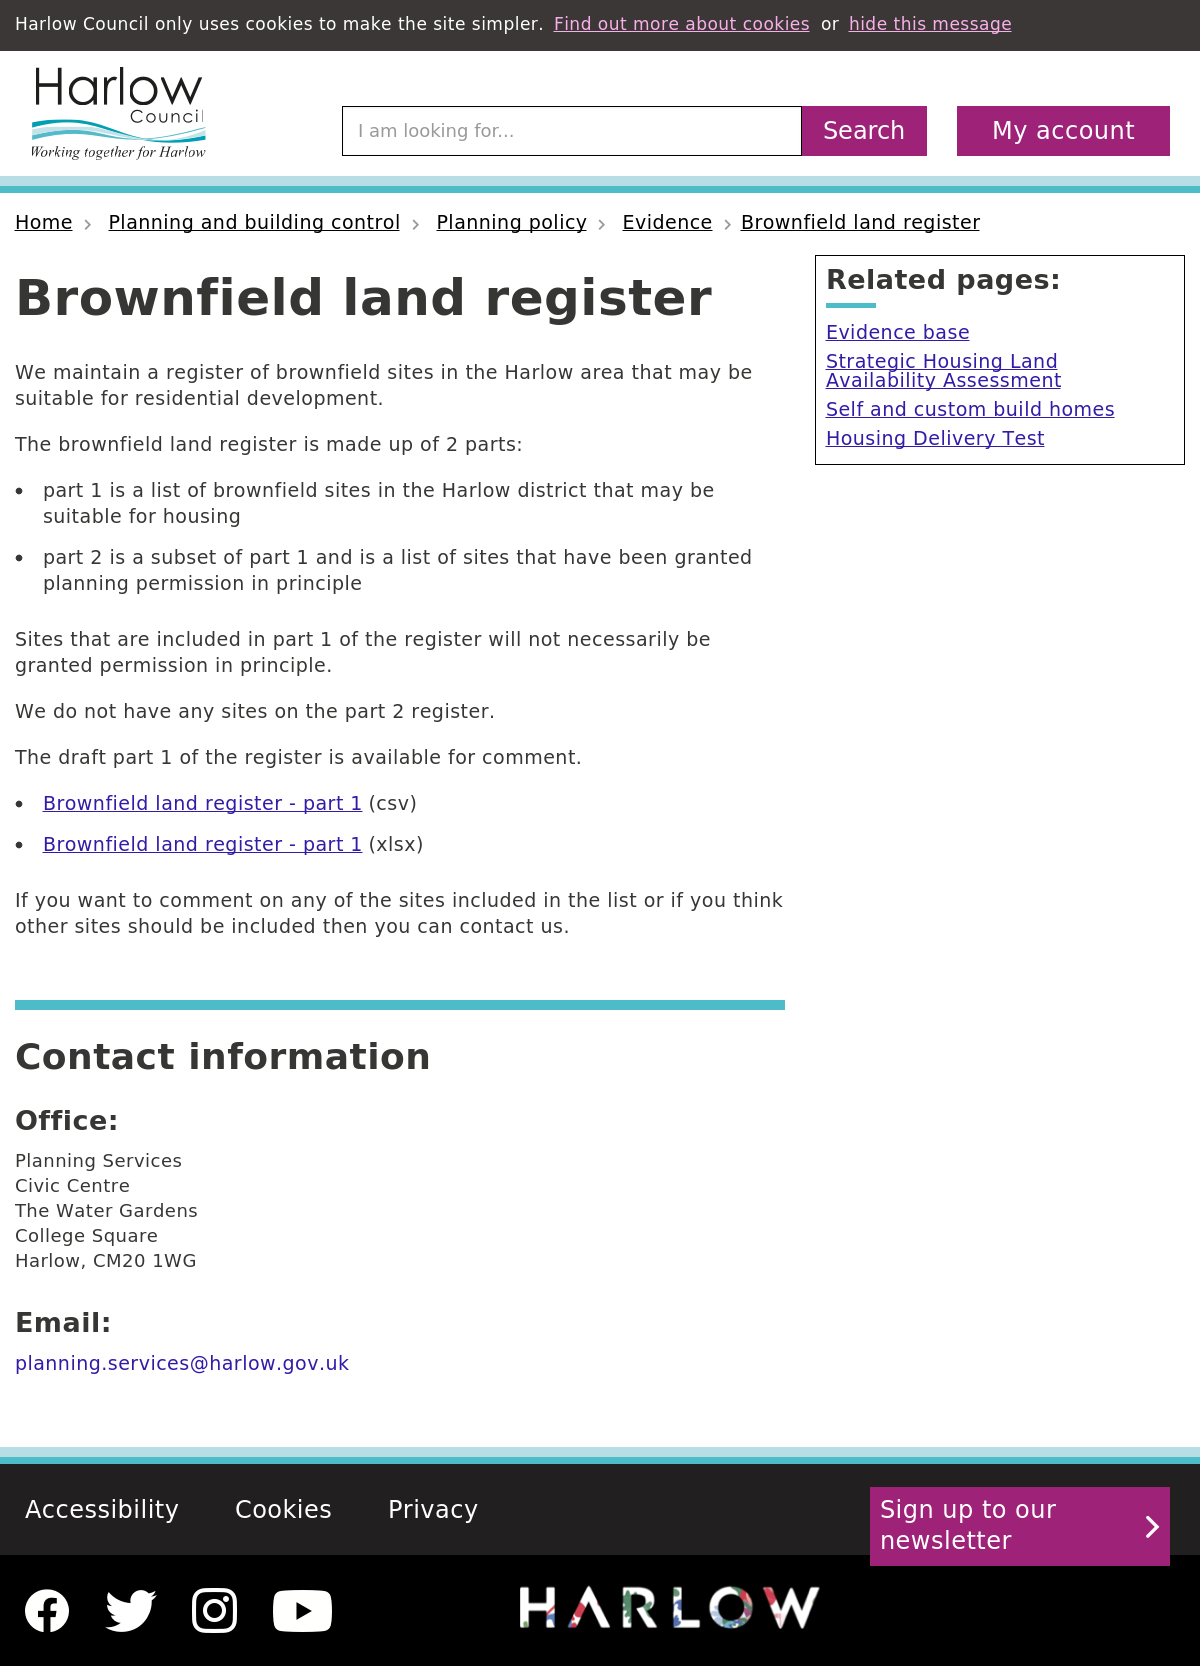 Harlow Council only uses cookies to make the site simpler. Find out more about cookies or hide this message
Harlow
Council
Working together for Harlow
I am looking for...
Search
My account
Home
Planning and building control
Planning policy
Evidence
Brownfield land register
Brownfield land register
We maintain a register of brownfield sites in the Harlow area that may be
suitable for residential development.
The brownfield land register is made up of 2 parts:
• part 1 is a list of brownfield sites in the Harlow district that may be
suitable for housing
• part 2 is a subset of part 1 and is a list of sites that have been granted
planning permission in principle
Sites that are included in part 1 of the register will not necessarily be
granted permission in principle.
We do not have any sites on the part 2 register.
The draft part 1 of the register is available for comment.
• Brownfield land register - part 1 (csv)
• Brownfield land register - part 1 (xlsx)
If you want to comment on any of the sites included in the list or if you think
other sites should be included then you can contact us.
Related pages:
Evidence base
Strategic Housing Land
Availability Assessment
Self and custom build homes
Housing Delivery Test
Contact information
Office:
Planning Services
Civic Centre
The Water Gardens
College Square
Harlow, CM20 1WG
Email:
planning.services@harlow.gov.uk
Accessibility
Cookies
Privacy
Sign up to our
newsletter
HARLOW